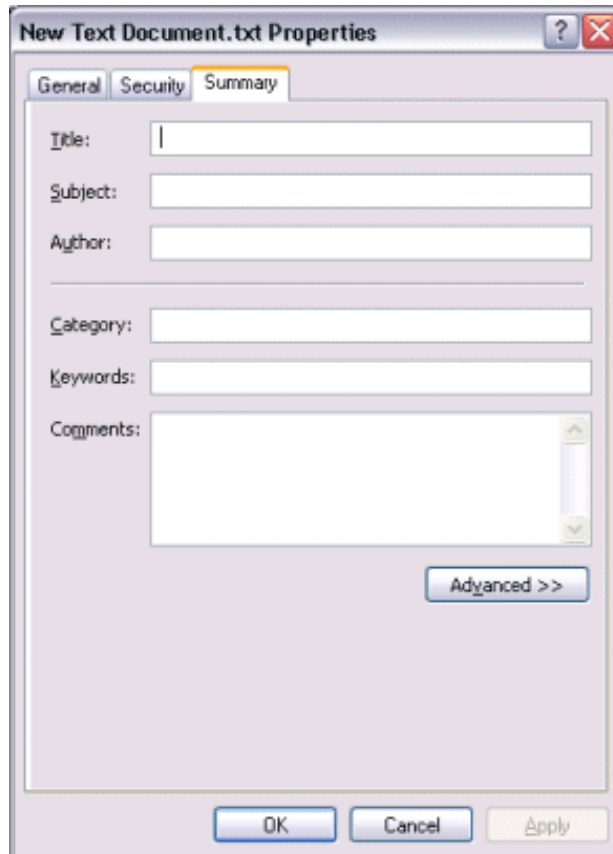 New Text Document.txt Properties ?
General Security Summary
Title:
Subject:
Author:
Category:
Keywords:
Comments:
Advanced >>
OK Cancel Apply